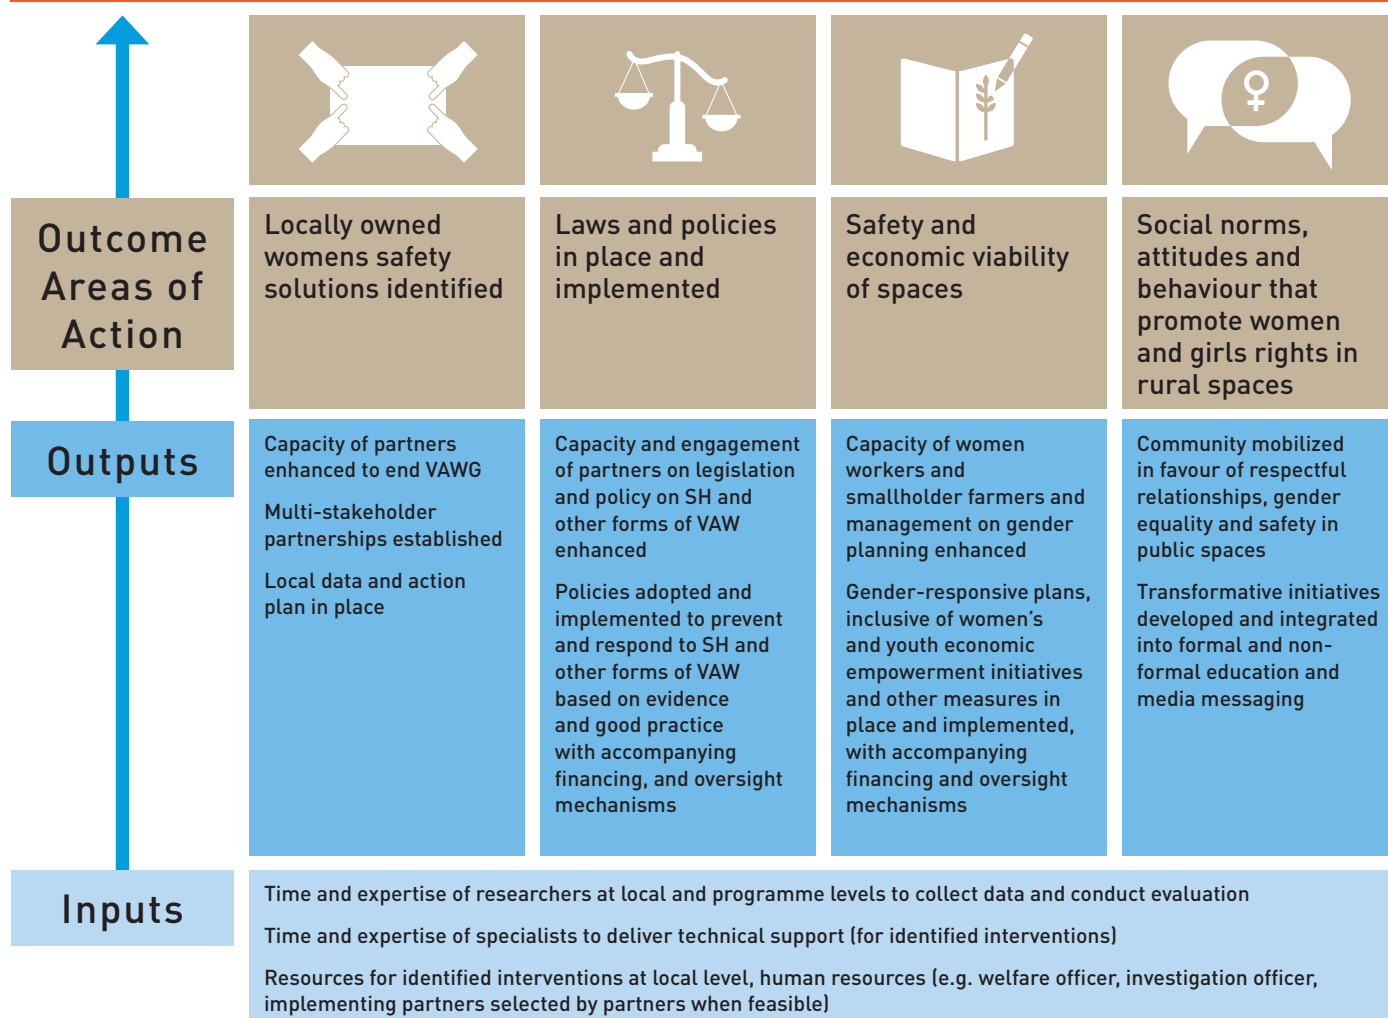 Outcome
Areas of
Action
Locally owned
womens safety
solutions identified
Laws and policies
in place and
implemented
Safety and
economic viability
of spaces
Social norms,
attitudes and
behaviour that
promote women
and girls rights in
rural spaces
Outputs
Capacity of partners
enhanced to end VAWG
Multi-stakeholder
partnerships established
Local data and action
plan in place
Capacity and engagement
of partners on legislation
and policy on SH and
other forms of VAW
enhanced
Policies adopted and
implemented to prevent
and respond to SH and
other forms of VAW
based on evidence
and good practice
with accompanying
financing, and oversight
mechanisms
Capacity of women
workers and
smallholder farmers and
management on gender
planning enhanced
Gender-responsive plans,
inclusive of women’s
and youth economic
empowerment initiatives
and other measures in
place and implemented,
with accompanying
financing and oversight
mechanisms
Community mobilized
in favour of respectful
relationships, gender
equality and safety in
public spaces
Transformative initiatives
developed and integrated
into formal and non-
formal education and
media messaging
Inputs
Time and expertise of researchers at local and programme levels to collect data and conduct evaluation
Time and expertise of specialists to deliver technical support (for identified interventions)
Resources for identified interventions at local level, human resources (e.g. welfare officer, investigation officer,
implementing partners selected by partners when feasible)